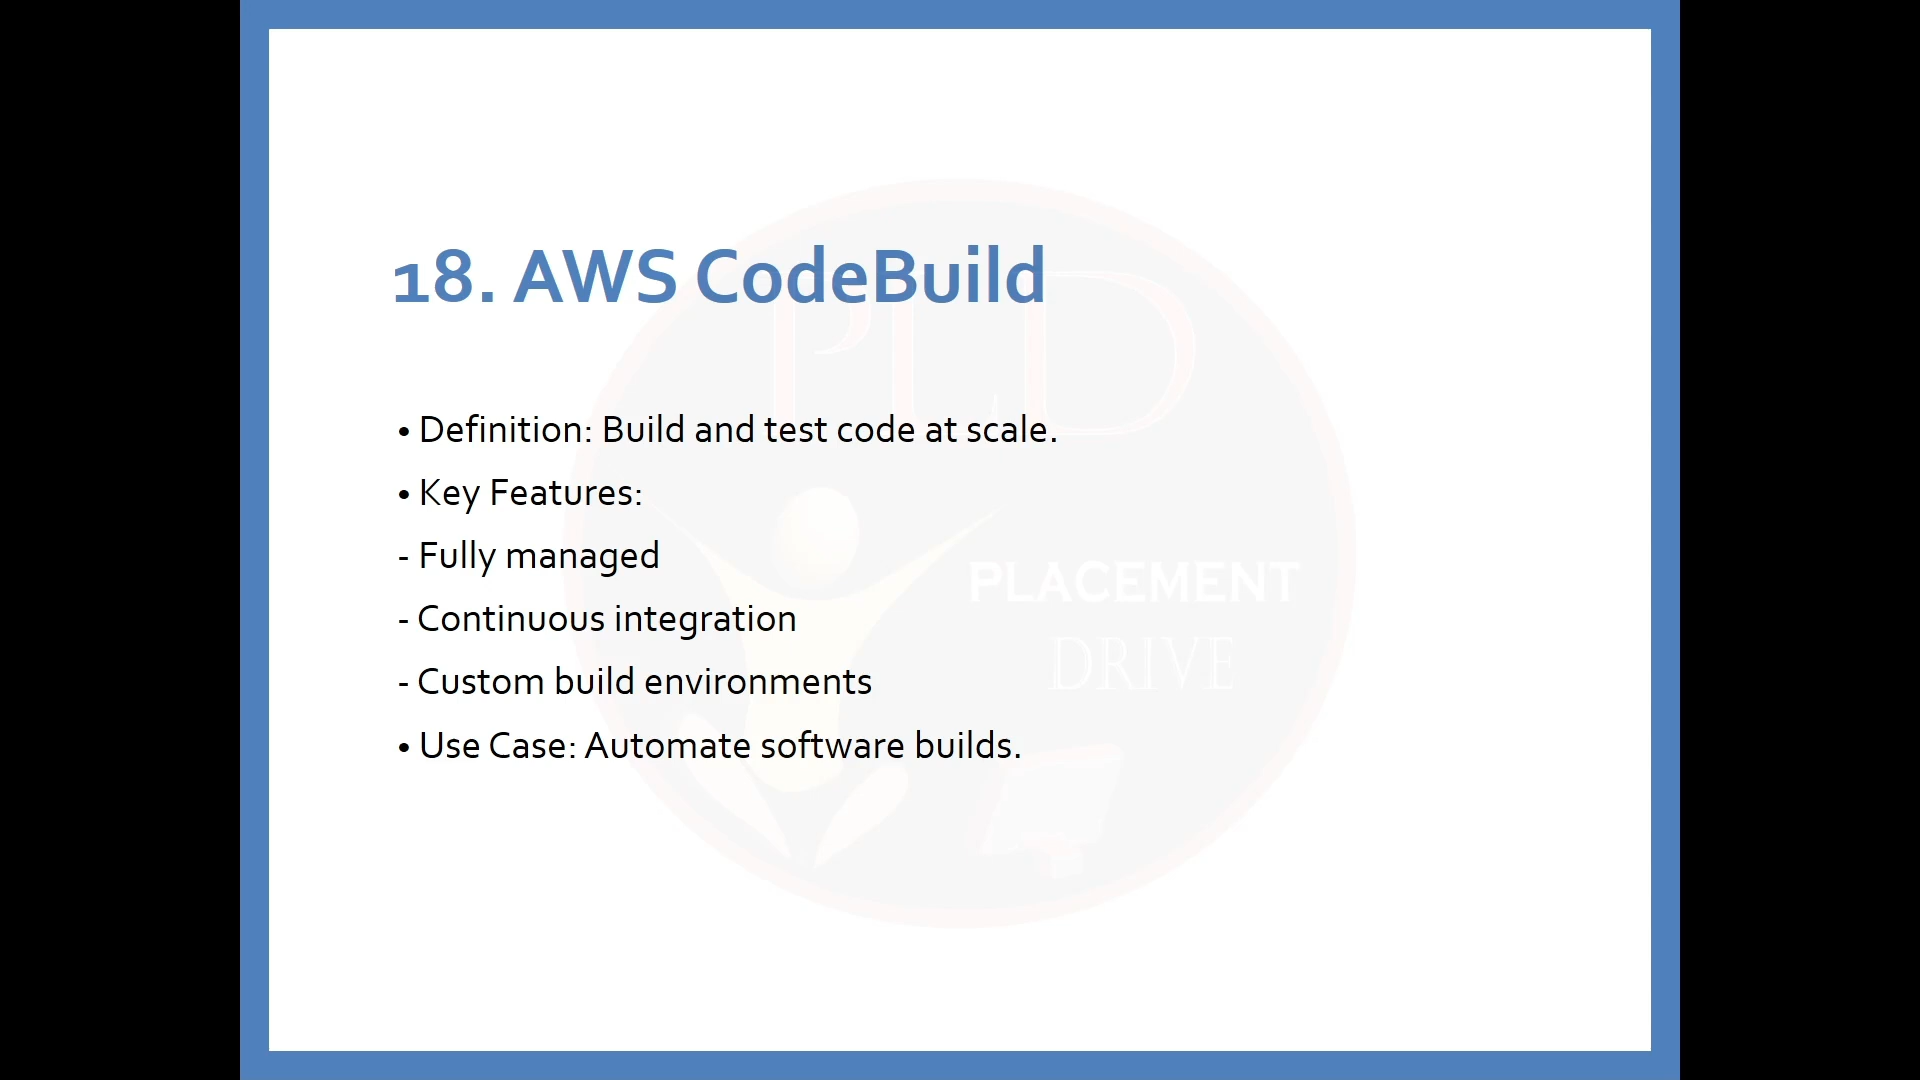 18. AWS CodeBuild
PLD
• Definition: Build and test code at scale.
• Key Features:
- Fully managed
PLACEMENT
- Continuous integration
DRIVE
- Custom build environments
• Use Case: Automate software builds.